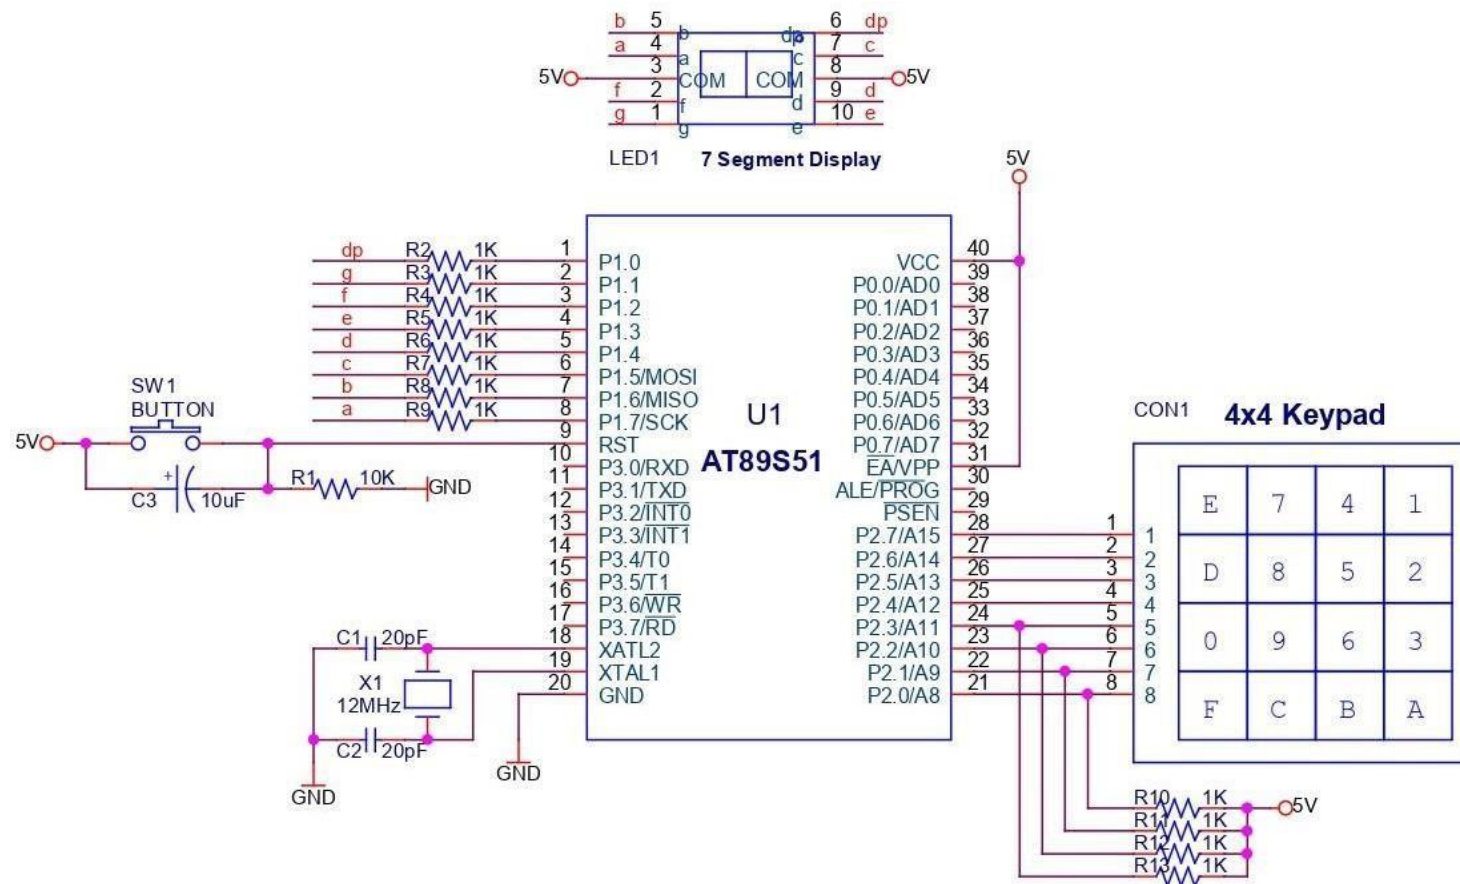 b 5 6 dp
b dp
a 4 7 c
a c
5V 3 COM COM 8 5V
f 2 9 d
f d
g 1 10 e
g e
LED1 7 Segment Display
5V
dp R2 1K 1 P1.0 VCC 40
g R3 1K 2 P1.1 P0.0/AD0 39
f R4 1K 3 P1.2 P0.1/AD1 38
e R5 1K 4 P1.3 P0.2/AD2 37
d R6 1K 5 P1.4 P0.3/AD3 36
c R7 1K 6 P1.5/MOSI P0.4/AD4 35
b R8 1K 7 P1.6/MISO P0.5/AD5 34
a R9 1K 8 P1.7/SCK P0.6/AD6 33
SW1
BUTTON
U1
AT89S51
5V 9 RST P0.7/AD7 32
10 P3.0/RXD EA/VPP 31
+
C3 10uF R1 10K GND
11 P3.1/TXD ALE/PROG 30
12 P3.2/INT0 PSEN 29
13 P3.3/INT1 P2.7/A15 28
14 P3.4/T0 P2.6/A14 27
15 P3.5/T1 P2.5/A13 26
16 P3.6/WR P2.4/A12 25
17 P3.7/RD P2.3/A11 24
C1 20pF 18 XATL2 P2.2/A10 23
19 XTAL1 P2.1/A9 22
20 GND P2.0/A8 21
X1
12MHz
C2 20pF
GND
GND
CON1 4x4 Keypad
1 1
2 2
3 3
4 4
5 5
6 6
7 7
8 8
E 7 4 1
D 8 5 2
0 9 6 3
F C B A
R10 1K 5V
R11 1K
R12 1K
R13 1K